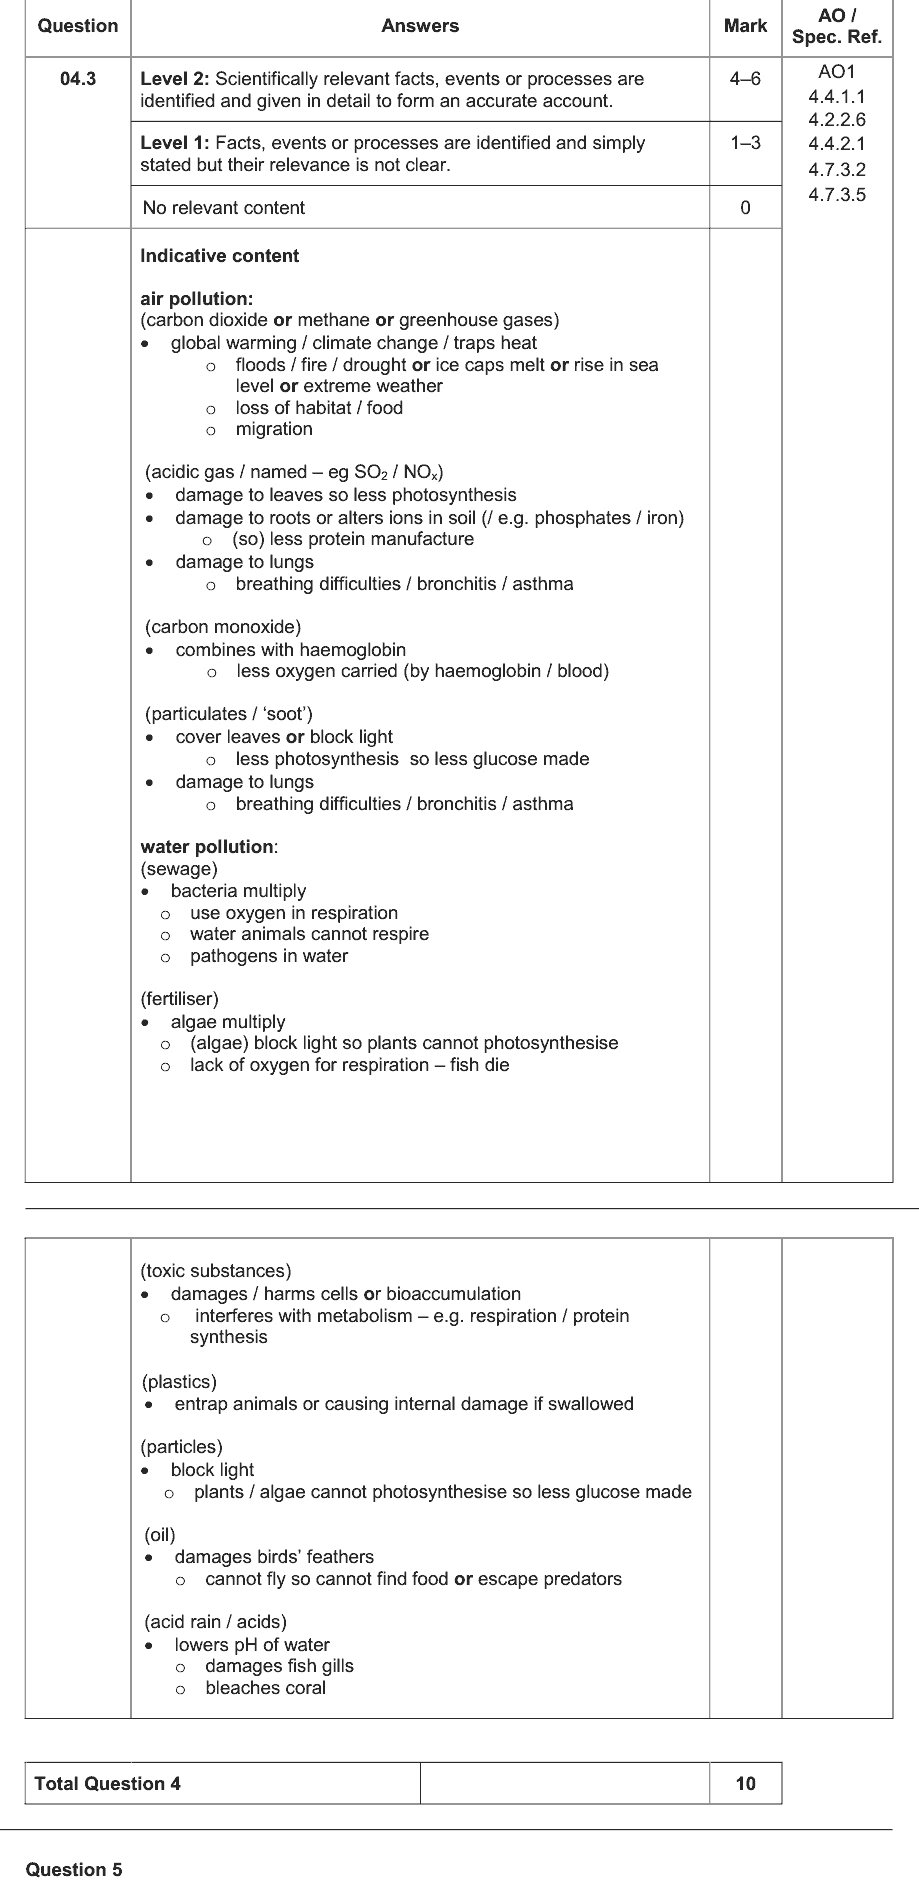 Question Answers Mark AO /
Spec. Ref.
04.3 Level 2: Scientifically relevant facts, events or processes are 4–6 AO1
identified and given in detail to form an accurate account. 4.4.1.1
4.2.2.6
Level 1: Facts, events or processes are identified and simply 1–3 4.4.2.1
stated but their relevance is not clear. 4.7.3.2
4.7.3.5
No relevant content 0
Indicative content
air pollution:
(carbon dioxide or methane or greenhouse gases)
• global warming / climate change / traps heat
o floods / fire / drought or ice caps melt or rise in sea
level or extreme weather
o loss of habitat / food
o migration
(acidic gas / named – eg SO₂ / NOₓ)
• damage to leaves so less photosynthesis
• damage to roots or alters ions in soil (/ e.g. phosphates / iron)
o (so) less protein manufacture
• damage to lungs
o breathing difficulties / bronchitis / asthma
(carbon monoxide)
• combines with haemoglobin
o less oxygen carried (by haemoglobin / blood)
(particulates / ‘soot’)
• cover leaves or block light
o less photosynthesis so less glucose made
• damage to lungs
o breathing difficulties / bronchitis / asthma
water pollution:
(sewage)
• bacteria multiply
o use oxygen in respiration
o water animals cannot respire
o pathogens in water
(fertiliser)
• algae multiply
o (algae) block light so plants cannot photosynthesise
o lack of oxygen for respiration – fish die
(toxic substances)
• damages / harms cells or bioaccumulation
o interferes with metabolism – e.g. respiration / protein
synthesis
(plastics)
• entrap animals or causing internal damage if swallowed
(particles)
• block light
o plants / algae cannot photosynthesise so less glucose made
(oil)
• damages birds’ feathers
o cannot fly so cannot find food or escape predators
(acid rain / acids)
• lowers pH of water
o damages fish gills
o bleaches coral
Total Question 4 10
Question 5